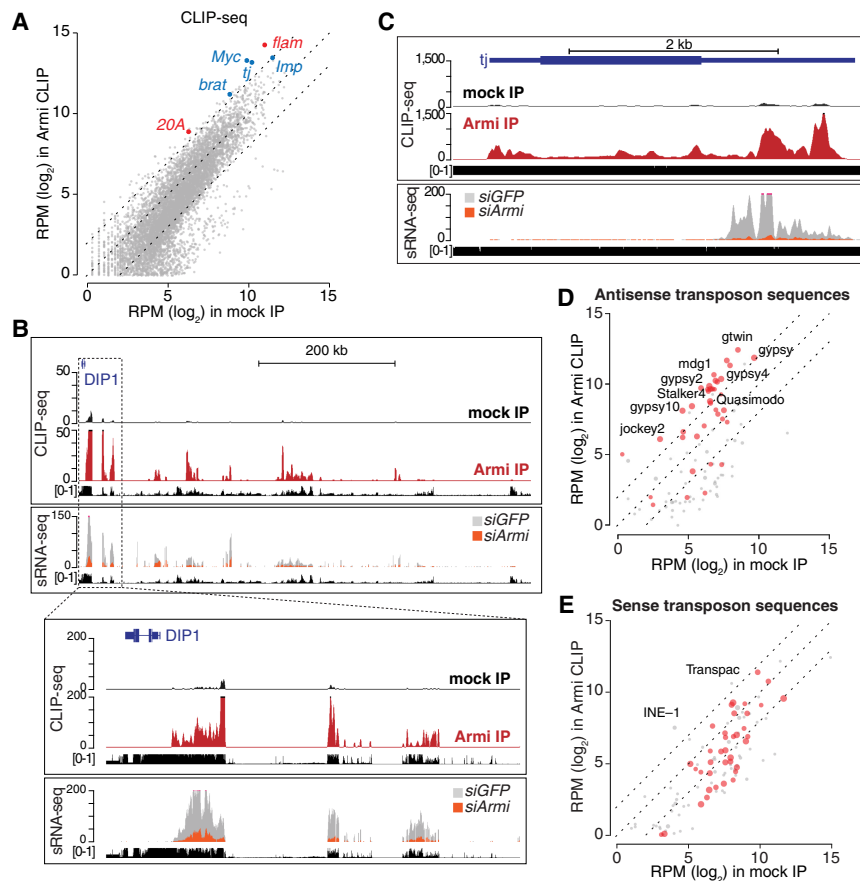 A
CLIP-seq
RPM (log2) in Armi CLIP
15
10
5
0
flam
Myc
tj
Imp
brat
20A
0
5
10
15
RPM (log2) in mock IP
B
200 kb
50
0
DIP1
CLIP-seq
mock IP
50
0
Armi IP
[0-1]
sRNA-seq
150
0
siGFP
siArmi
[0-1]
200
0
DIP1
CLIP-seq
mock IP
200
0
Armi IP
[0-1]
sRNA-seq
200
0
siGFP
siArmi
[0-1]
C
2 kb
1,500
tj
0
CLIP-seq
mock IP
1,500
Armi IP
0
[0-1]
sRNA-seq
200
0
siGFP
siArmi
[0-1]
D
Antisense transposon sequences
RPM (log2) in Armi CLIP
15
10
5
0
gtwin
gypsy
mdg1
gypsy2
gypsy4
Stalker4
Quasimodo
gypsy10
jockey2
0
5
10
15
RPM (log2) in mock IP
E
Sense transposon sequences
RPM (log2) in Armi CLIP
15
10
5
0
Transpac
INE–1
0
5
10
15
RPM (log2) in mock IP